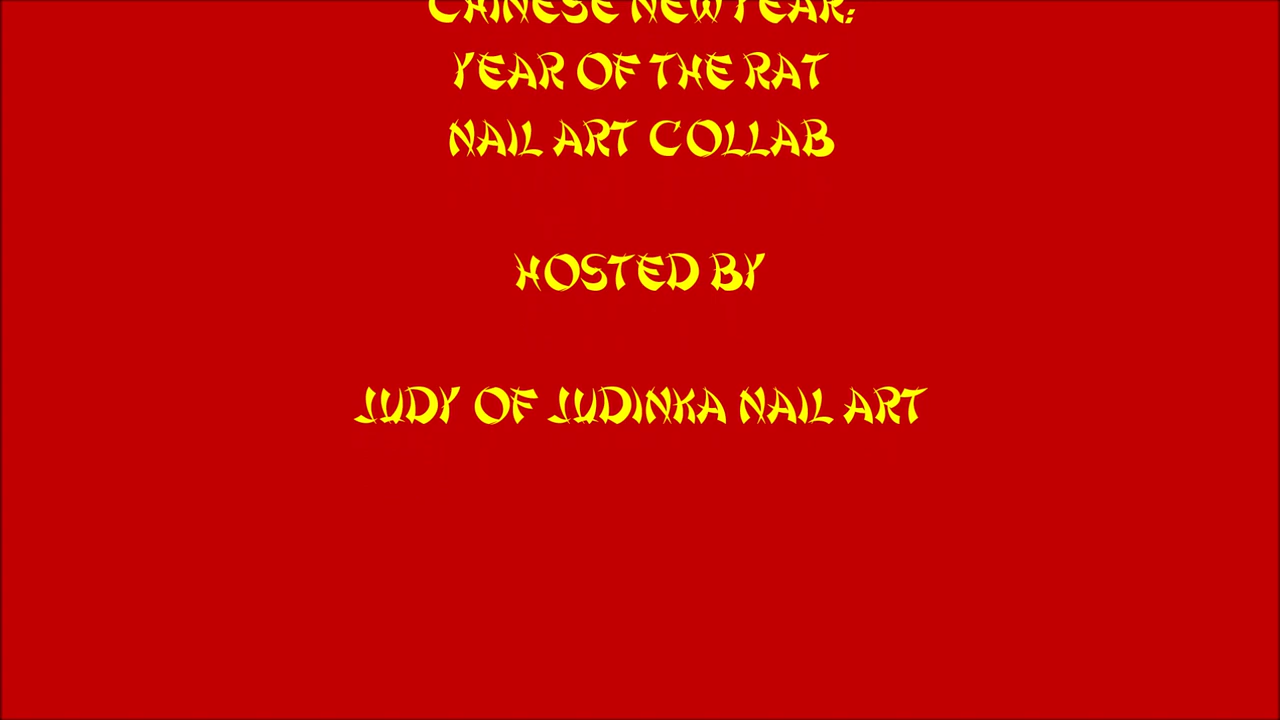 CHINESE NEW YEAR:
YEAR OF THE RAT
NAIL ART COLLAB
HOSTED BY
JUDY OF JUDINKA NAIL ART